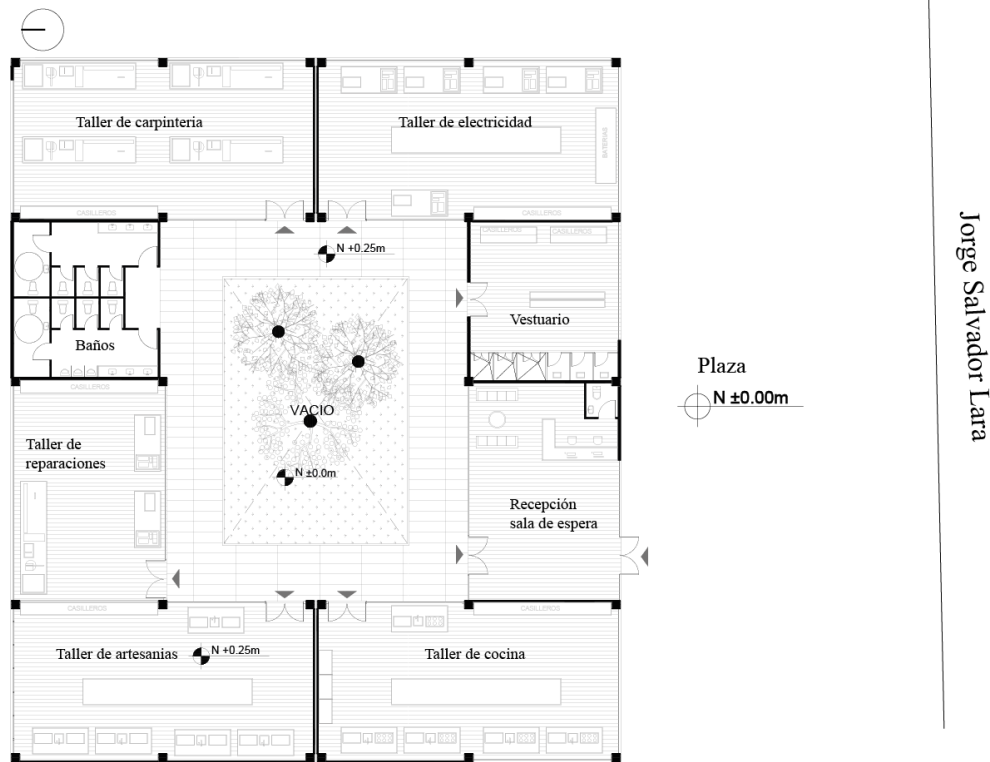 Taller de carpinteria
Taller de electricidad
BATERIAS
CASILLEROS
CASILLEROS
N +0.25m
CASILLEROS
CASILLEROS
Vestuario
Baños
CASILLEROS
Plaza
N ±0.00m
Jorge Salvador Lara
VACIO
Taller de
reparaciones
N ±0.0m
Recepción
sala de espera
CASILLEROS
CASILLEROS
Taller de artesanias
N +0.25m
Taller de cocina